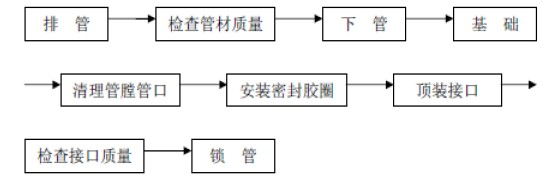 排 管 检查管材质量 下 管 基 础
清理管膛管口 安装密封胶圈 顶装接口
检查接口质量 锁 管